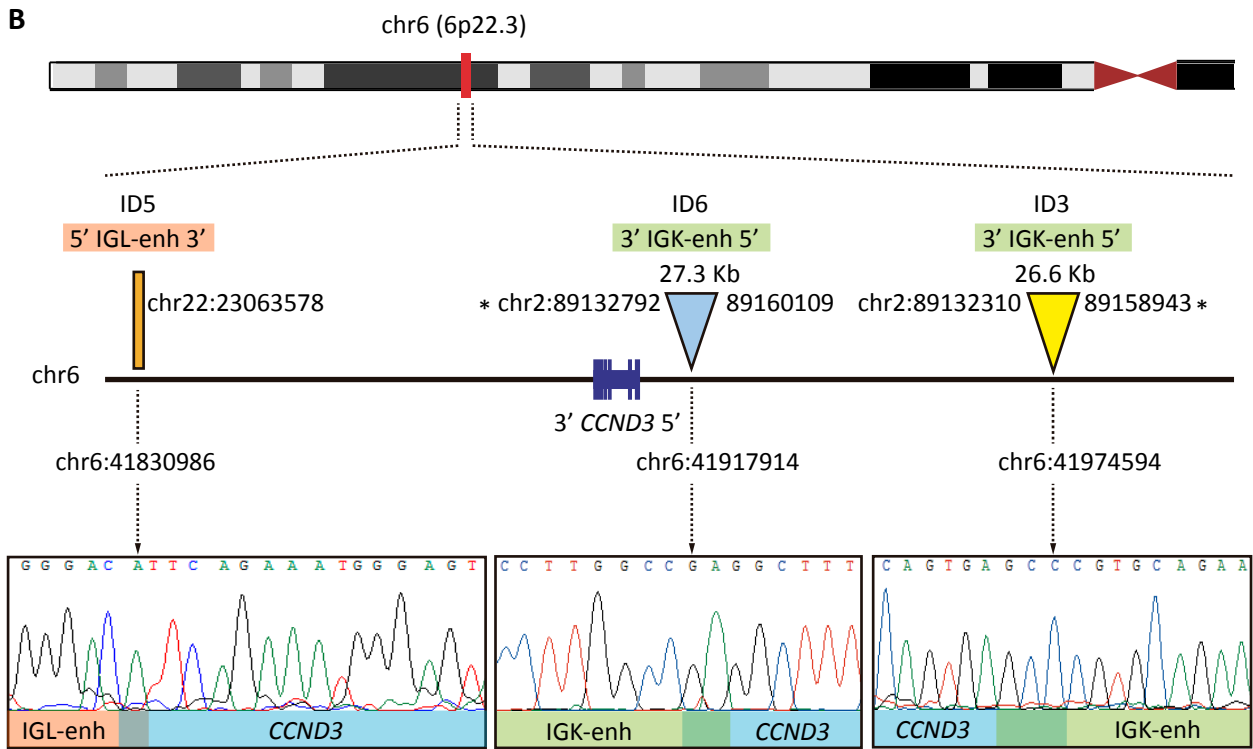 B
chr6 (6p22.3)
ID5 ID6 ID3
5’ IGL-enh 3’ 3’ IGK-enh 5’ 3’ IGK-enh 5’
27.3 Kb 26.6 Kb
chr22:23063578 * chr2:89132792 89160109 chr2:89132310 89158943 *
chr6
3’ CCND3 5’
chr6:41830986 chr6:41917914 chr6:41974594
G G G A C A T T C A G A A A T G G G A G T C C T T G G C C G A G G C T T T C A G T G A G C C C G T G C A G A A
IGL-enh CCND3 IGK-enh CCND3 CCND3 IGK-enh